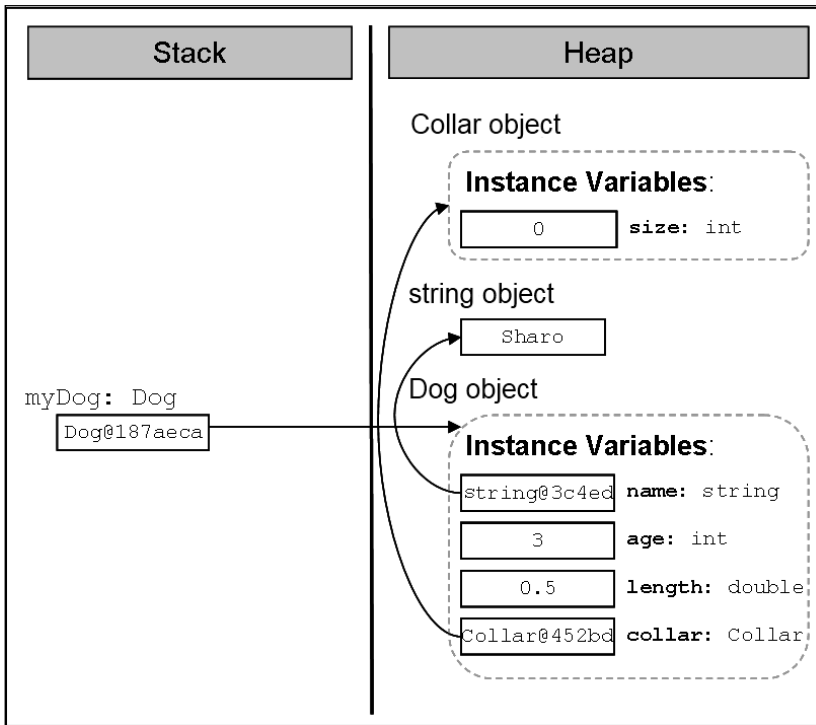 Stack
Heap
Collar object
Instance Variables:
0 size: int
string object
Sharo
Dog object
myDog: Dog
Dog@187aeca
Instance Variables:
string@3c4ed name: string
3 age: int
0.5 length: double
Collar@452bd collar: Collar